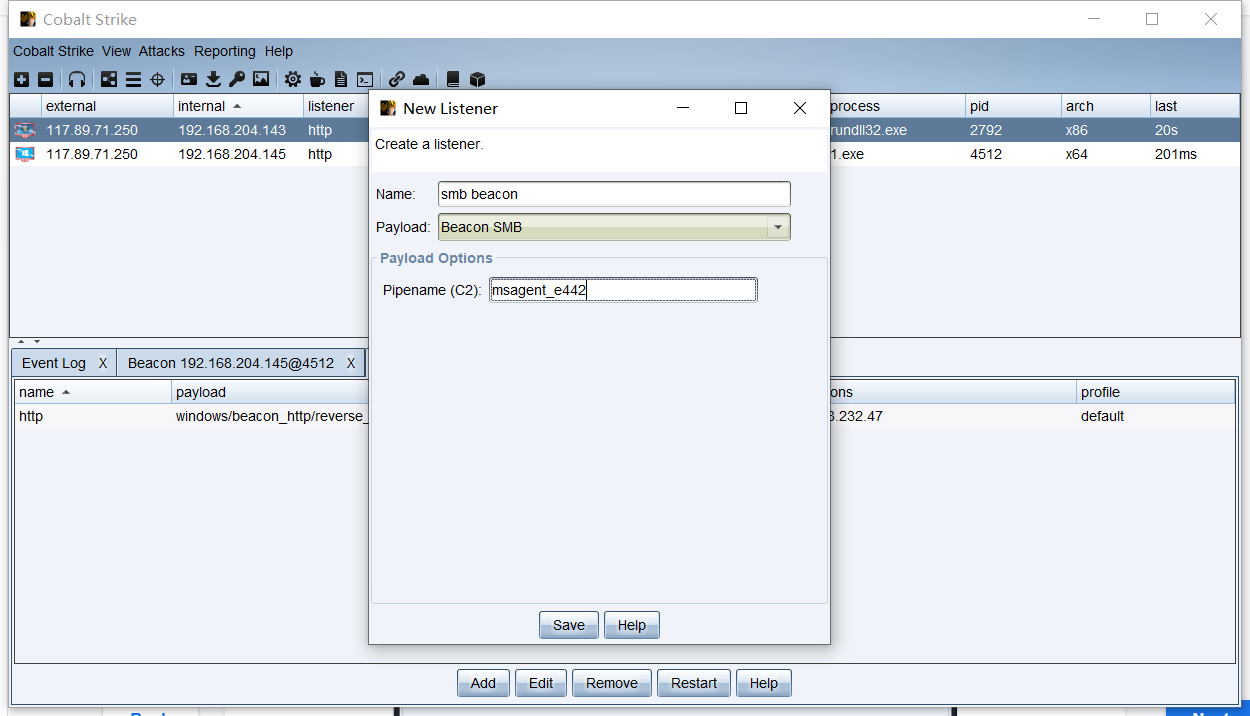 Cobalt Strike
Cobalt Strike View Attacks Reporting Help
external internal listener process pid arch last
117.89.71.250 192.168.204.143 http rundll32.exe 2792 x86 20s
117.89.71.250 192.168.204.145 http 1.exe 4512 x64 201ms
New Listener
Create a listener.
Name: smb beacon
Payload: Beacon SMB
Payload Options
Pipename (C2): msagent_e442
Save Help
Event Log X Beacon 192.168.204.145@4512 X
name payload ons profile
http windows/beacon_http/reverse_ .232.47 default
Add Edit Remove Restart Help